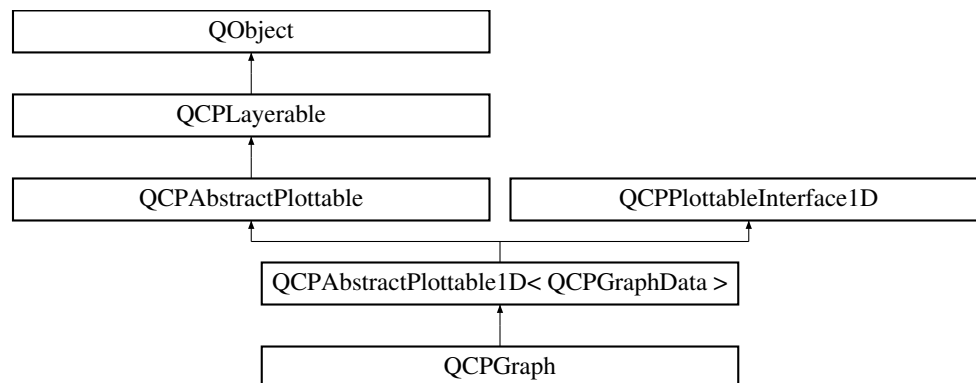 QObject
QCPLayerable
QCPAbstractPlottable
QCPPlottableInterface1D
QCPAbstractPlottable1D< QCPGraphData >
QCPGraph